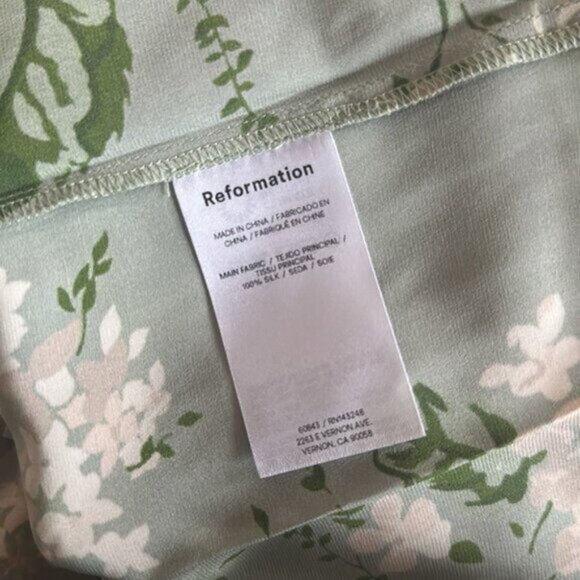 Reformation
MADE IN CHINA / FABRICADO EN
CHINA / FABRIQUÉ EN CHINE
MAIN FABRIC / TEJIDO PRINCIPAL /
TISSU PRINCIPAL
100% SILK / SEDA / SOIE
60843 / RN143248
2263 E VERNON AVE.
VERNON, CA 90058